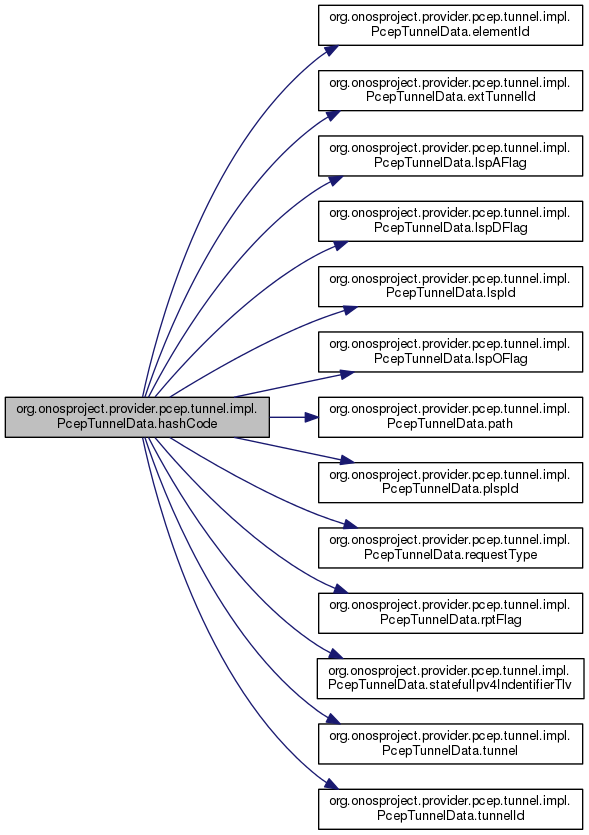 org.onosproject.provider.pcep.tunnel.impl.
PcepTunnelData.elementId
org.onosproject.provider.pcep.tunnel.impl.
PcepTunnelData.extTunnelId
org.onosproject.provider.pcep.tunnel.impl.
PcepTunnelData.lspAFlag
org.onosproject.provider.pcep.tunnel.impl.
PcepTunnelData.lspDFlag
org.onosproject.provider.pcep.tunnel.impl.
PcepTunnelData.lspId
org.onosproject.provider.pcep.tunnel.impl.
PcepTunnelData.lspOFlag
org.onosproject.provider.pcep.tunnel.impl.
PcepTunnelData.hashCode
org.onosproject.provider.pcep.tunnel.impl.
PcepTunnelData.path
org.onosproject.provider.pcep.tunnel.impl.
PcepTunnelData.plspId
org.onosproject.provider.pcep.tunnel.impl.
PcepTunnelData.requestType
org.onosproject.provider.pcep.tunnel.impl.
PcepTunnelData.rptFlag
org.onosproject.provider.pcep.tunnel.impl.
PcepTunnelData.statefulIpv4IndentifierTlv
org.onosproject.provider.pcep.tunnel.impl.
PcepTunnelData.tunnel
org.onosproject.provider.pcep.tunnel.impl.
PcepTunnelData.tunnelId